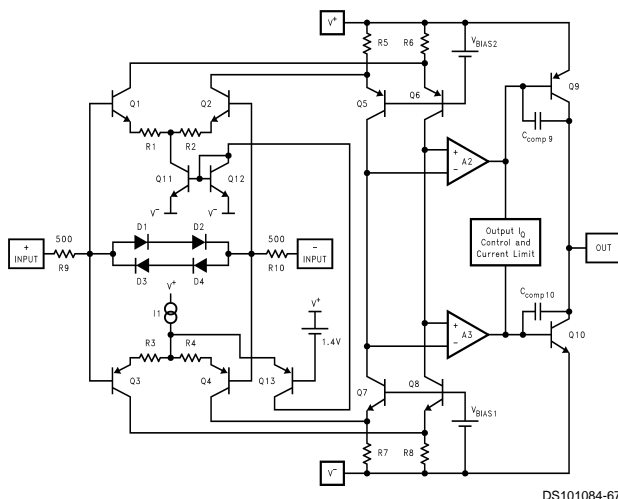 V+
R5
R6
VBIAS2
Q1
Q2
Q5
Q6
Q9
R1
R2
Ccomp9
A2
+
−
Q11
Q12
V−
V−
500
D1
D2
500
+
INPUT
−
INPUT
R9
D3
D4
R10
Output IQ
Control and
Current Limit
OUT
V+
I1
V+
1.4V
Ccomp10
+
−
A3
R3
R4
Q3
Q4
Q13
Q7
Q8
Q10
VBIAS1
R7
R8
V−
DS101084-67